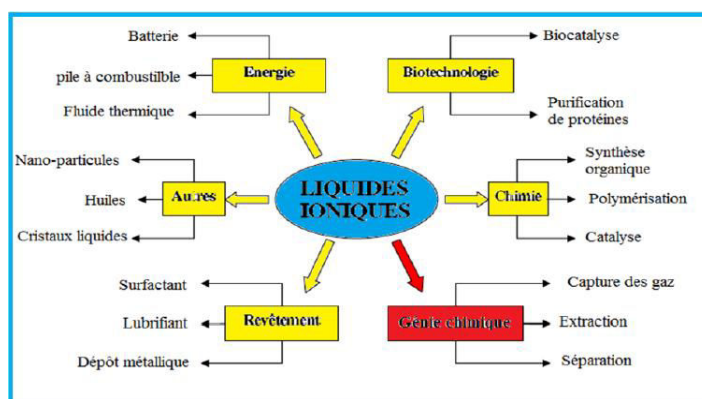 Batterie
Energie
pile à combustilble
Fluide thermique
Biocatalyse
Biotechnologie
Purification
de protéines
Nano-particules
Autres
Huiles
Cristaux liquides
LIQUIDES
IONIQUES
Synthèse
organique
Chimie
Polymérisation
Catalyse
Surfactant
Revêtement
Lubrifiant
Dépôt métallique
Capture des gaz
Génie chimique
Extraction
Séparation